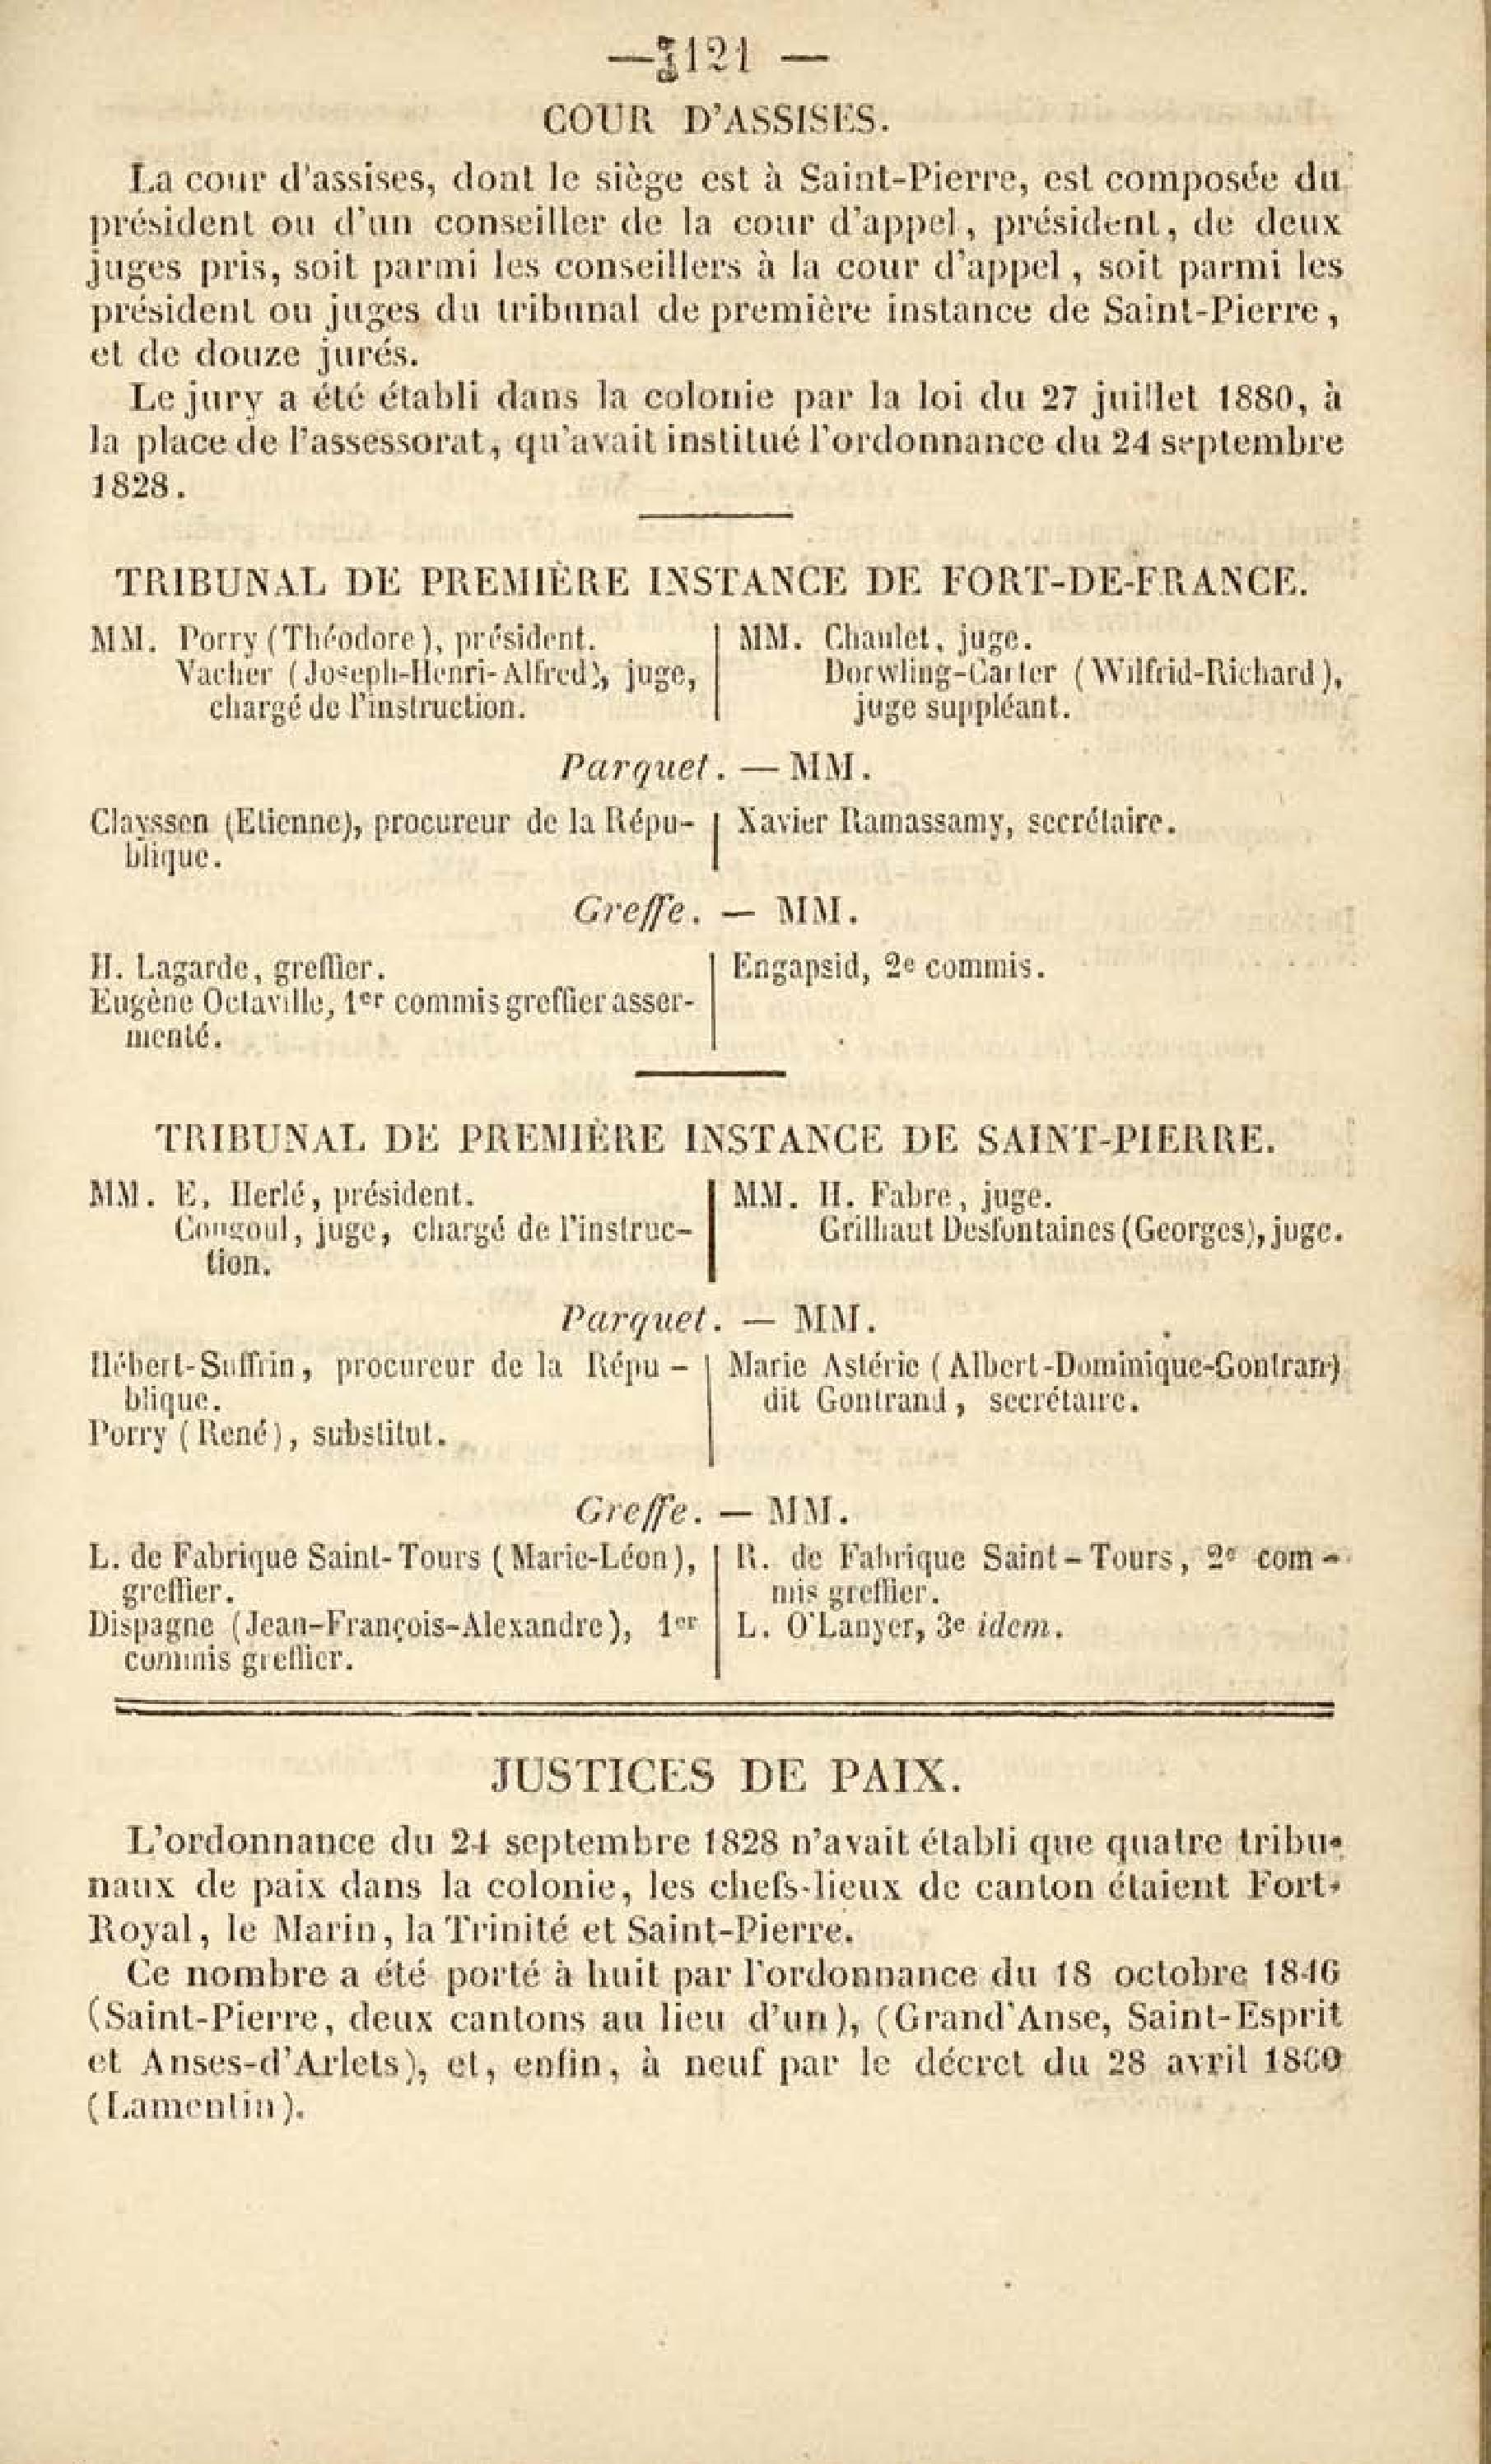 — 121 —
COUR D'ASSISES.
La cour d'assises, dont le siège est à Saint-Pierre, est composée du
président ou d'un conseiller de la cour d'appel, président, de deux
juges pris, soit parmi les conseillers à la cour d'appel, soit parmi les
président ou juges du tribunal de première instance de Saint-Pierre,
et de douze jurés.
Le jury a été établi dans la colonie par la loi du 27 juillet 1880, à
la place de l'assessorat, qu'avait institué l'ordonnance du 24 septembre
1828.
TRIBUNAL DE PREMIÈRE INSTANCE DE FORT-DE-FRANCE.
MM. Porry (Théodore), président.
Vacher (Joseph-Henri-Alfred), juge,
chargé de l'instruction.
MM. Chaulet, juge.
Dorwling-Carter (Wilfrid-Richard),
juge suppléant.
Parquet. — MM.
Clayssen (Etienne), procureur de la Répu-
blique.
Xavier Ramassamy, secrétaire.
Greffe. — MM.
H. Lagarde, greffier.
Eugène Octaville, 1er commis greffier asser-
menté.
Engapsid, 2e commis.
TRIBUNAL DE PREMIÈRE INSTANCE DE SAINT-PIERRE.
MM. E. Herlé, président.
Cougoul, juge, chargé de l'instruc-
tion.
MM. H. Fabre, juge.
Grilhaut Desfontaines (Georges), juge.
Parquet. — MM.
Hébert-Suffrin, procureur de la Répu-
blique.
Porry (René), substitut.
Marie Astérie (Albert-Dominique-Gontran)
dit Gontrand, secrétaire.
Greffe. — MM.
L. de Fabrique Saint-Tours (Marie-Léon),
greffier.
Dispagne (Jean-François-Alexandre), 1er
commis greffier.
R. de Fabrique Saint-Tours, 2e com-
mis greffier.
L. O'Lanyer, 3e idem.
JUSTICES DE PAIX.
L'ordonnance du 24 septembre 1828 n'avait établi que quatre tribu-
naux de paix dans la colonie, les chefs-lieux de canton étaient Fort-
Royal, le Marin, la Trinité et Saint-Pierre.
Ce nombre a été porté à huit par l'ordonnance du 18 octobre 1846
(Saint-Pierre, deux cantons au lieu d'un), (Grand'Anse, Saint-Esprit
et Anses-d'Arlets), et, enfin, à neuf par le décret du 28 avril 1860
(Lamentin).